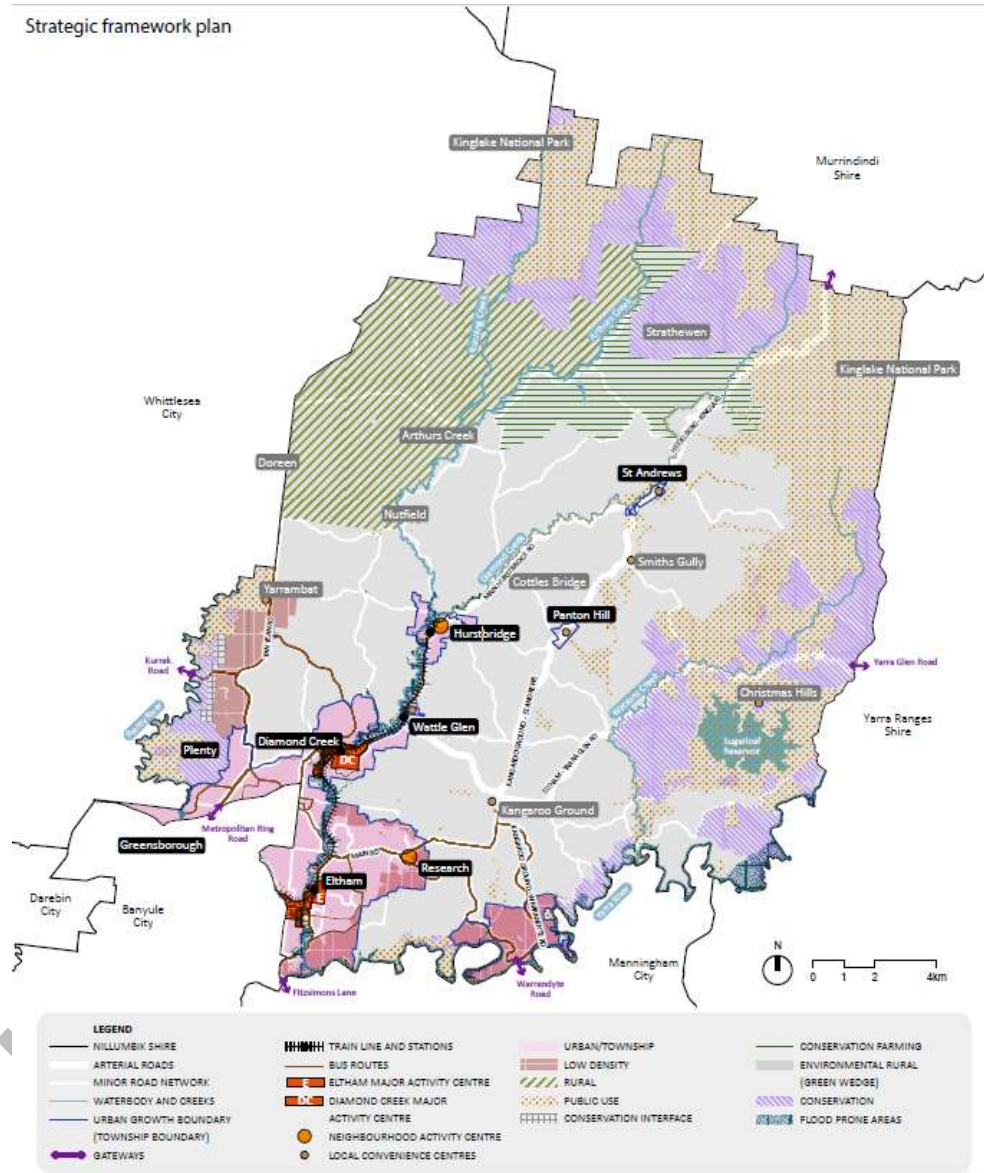 Strategic framework plan
Kinglake National Park
Murrindindi
Shire
Strathewen
Kinglake National Park
Whittlesea
City
Arthurs Creek
Doreen
St Andrews
Nutfield
Smiths Gully
Cottles Bridge
Yarrambat
Panton Hill
Hurstbridge
Kurrak
Road
Yarra Glen Road
Christmas Hills
Wattle Glen
Diamond Creek
DC
Plenty
Sugarloaf
Reservoir
Yarra Ranges
Shire
Kangaroo Ground
Metropolitan Ring
Road
Greensborough
Research
Eltham
E
Darebin
City
Banyule
City
Manningham
City
Warrandyte
Road
Fitzsimons Lane
N
0 1 2 4km
LEGEND
NILLUMBIK SHIRE
ARTERIAL ROADS
MINOR ROAD NETWORK
WATERBODY AND CREEKS
URBAN GROWTH BOUNDARY
(TOWNSHIP BOUNDARY)
GATEWAYS
TRAIN LINE AND STATIONS
BUS ROUTES
E ELTHAM MAJOR ACTIVITY CENTRE
DC DIAMOND CREEK MAJOR
ACTIVITY CENTRE
NEIGHBOURHOOD ACTIVITY CENTRE
LOCAL CONVENIENCE CENTRES
URBAN/TOWNSHIP
LOW DENSITY
RURAL
PUBLIC USE
CONSERVATION INTERFACE
CONSERVATION FARMING
ENVIRONMENTAL RURAL
(GREEN WEDGE)
CONSERVATION
FLOOD PRONE AREAS